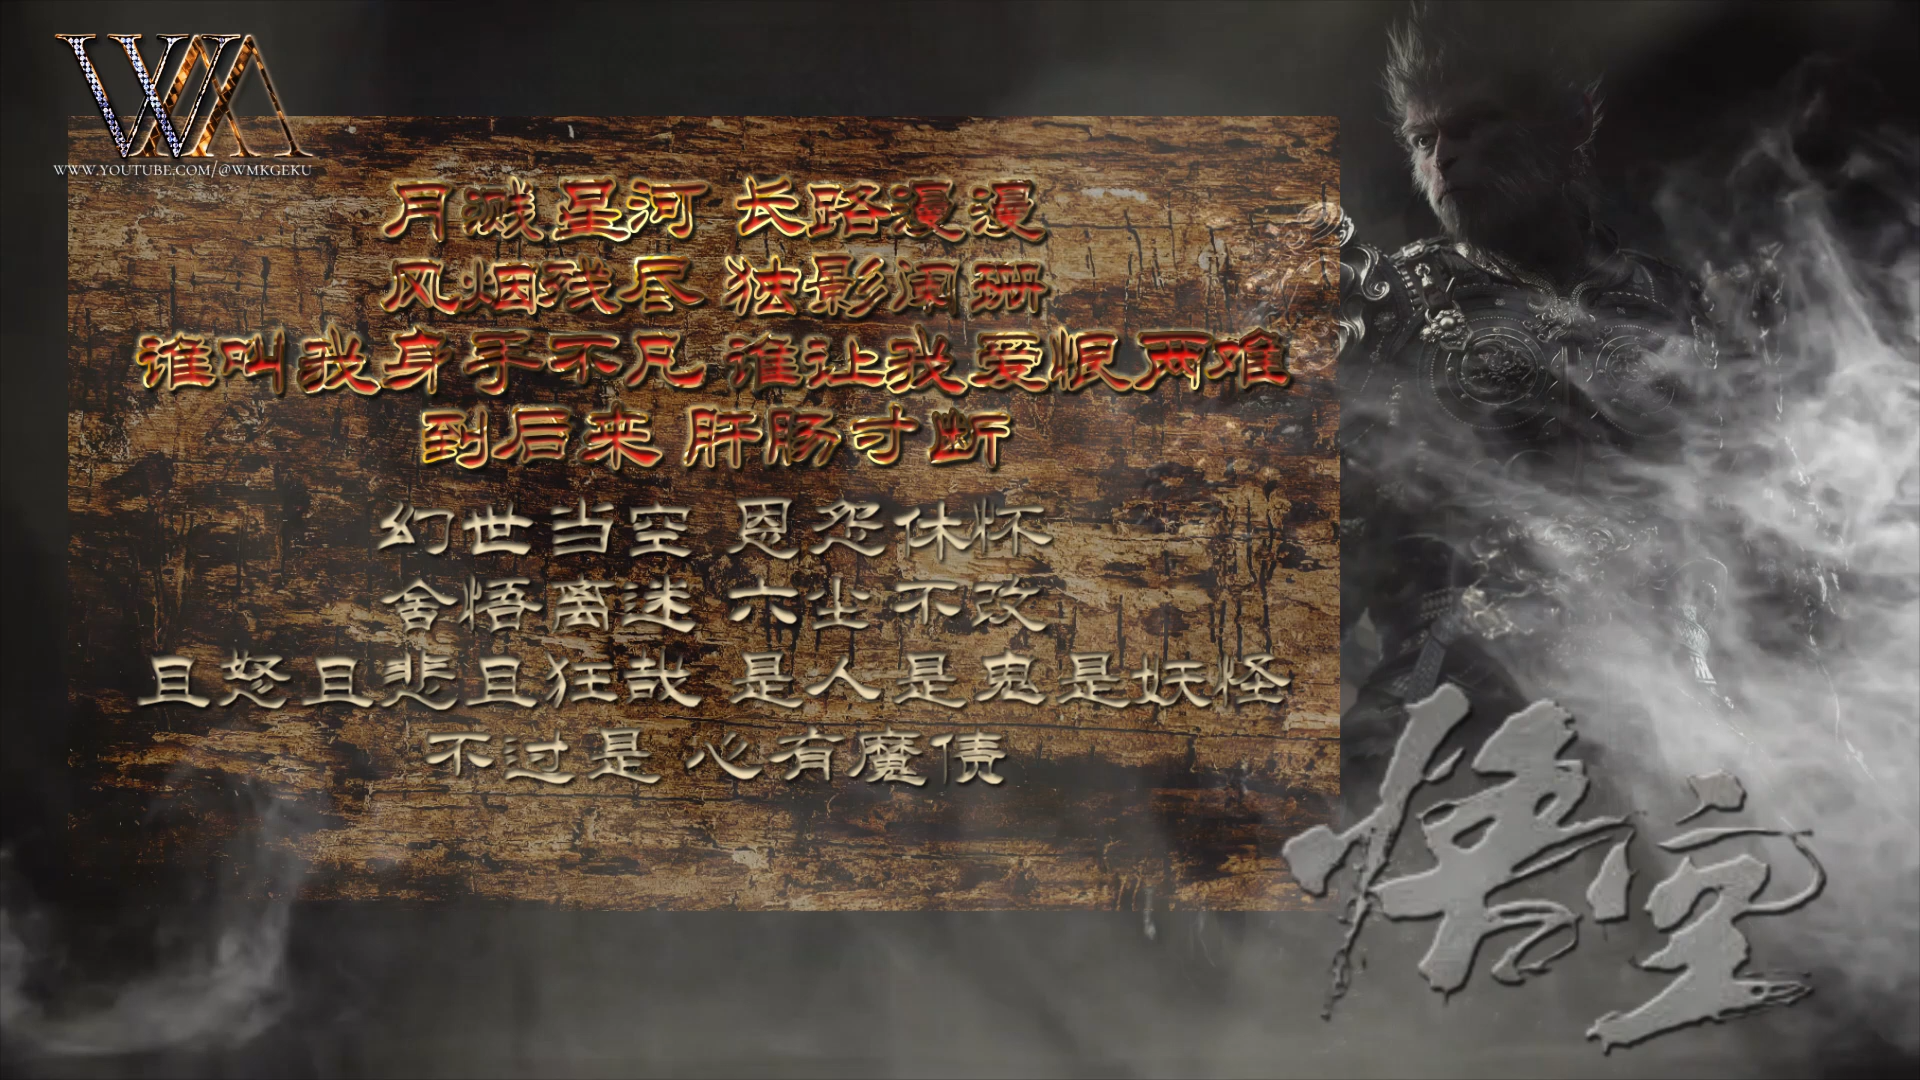 WA
WWW.YOUTUBE.COM/@WMKGEKU
月溅星河 长路漫漫
风烟残尽 独影阑珊
谁叫我身手不凡 谁让我爱恨两难
到后来 肝肠寸断
幻世当空 恩怨休怀
舍悟离迷 六尘不改
且怒且悲且狂哉 是人是鬼是妖怪
不过是 心有魔债
悟空